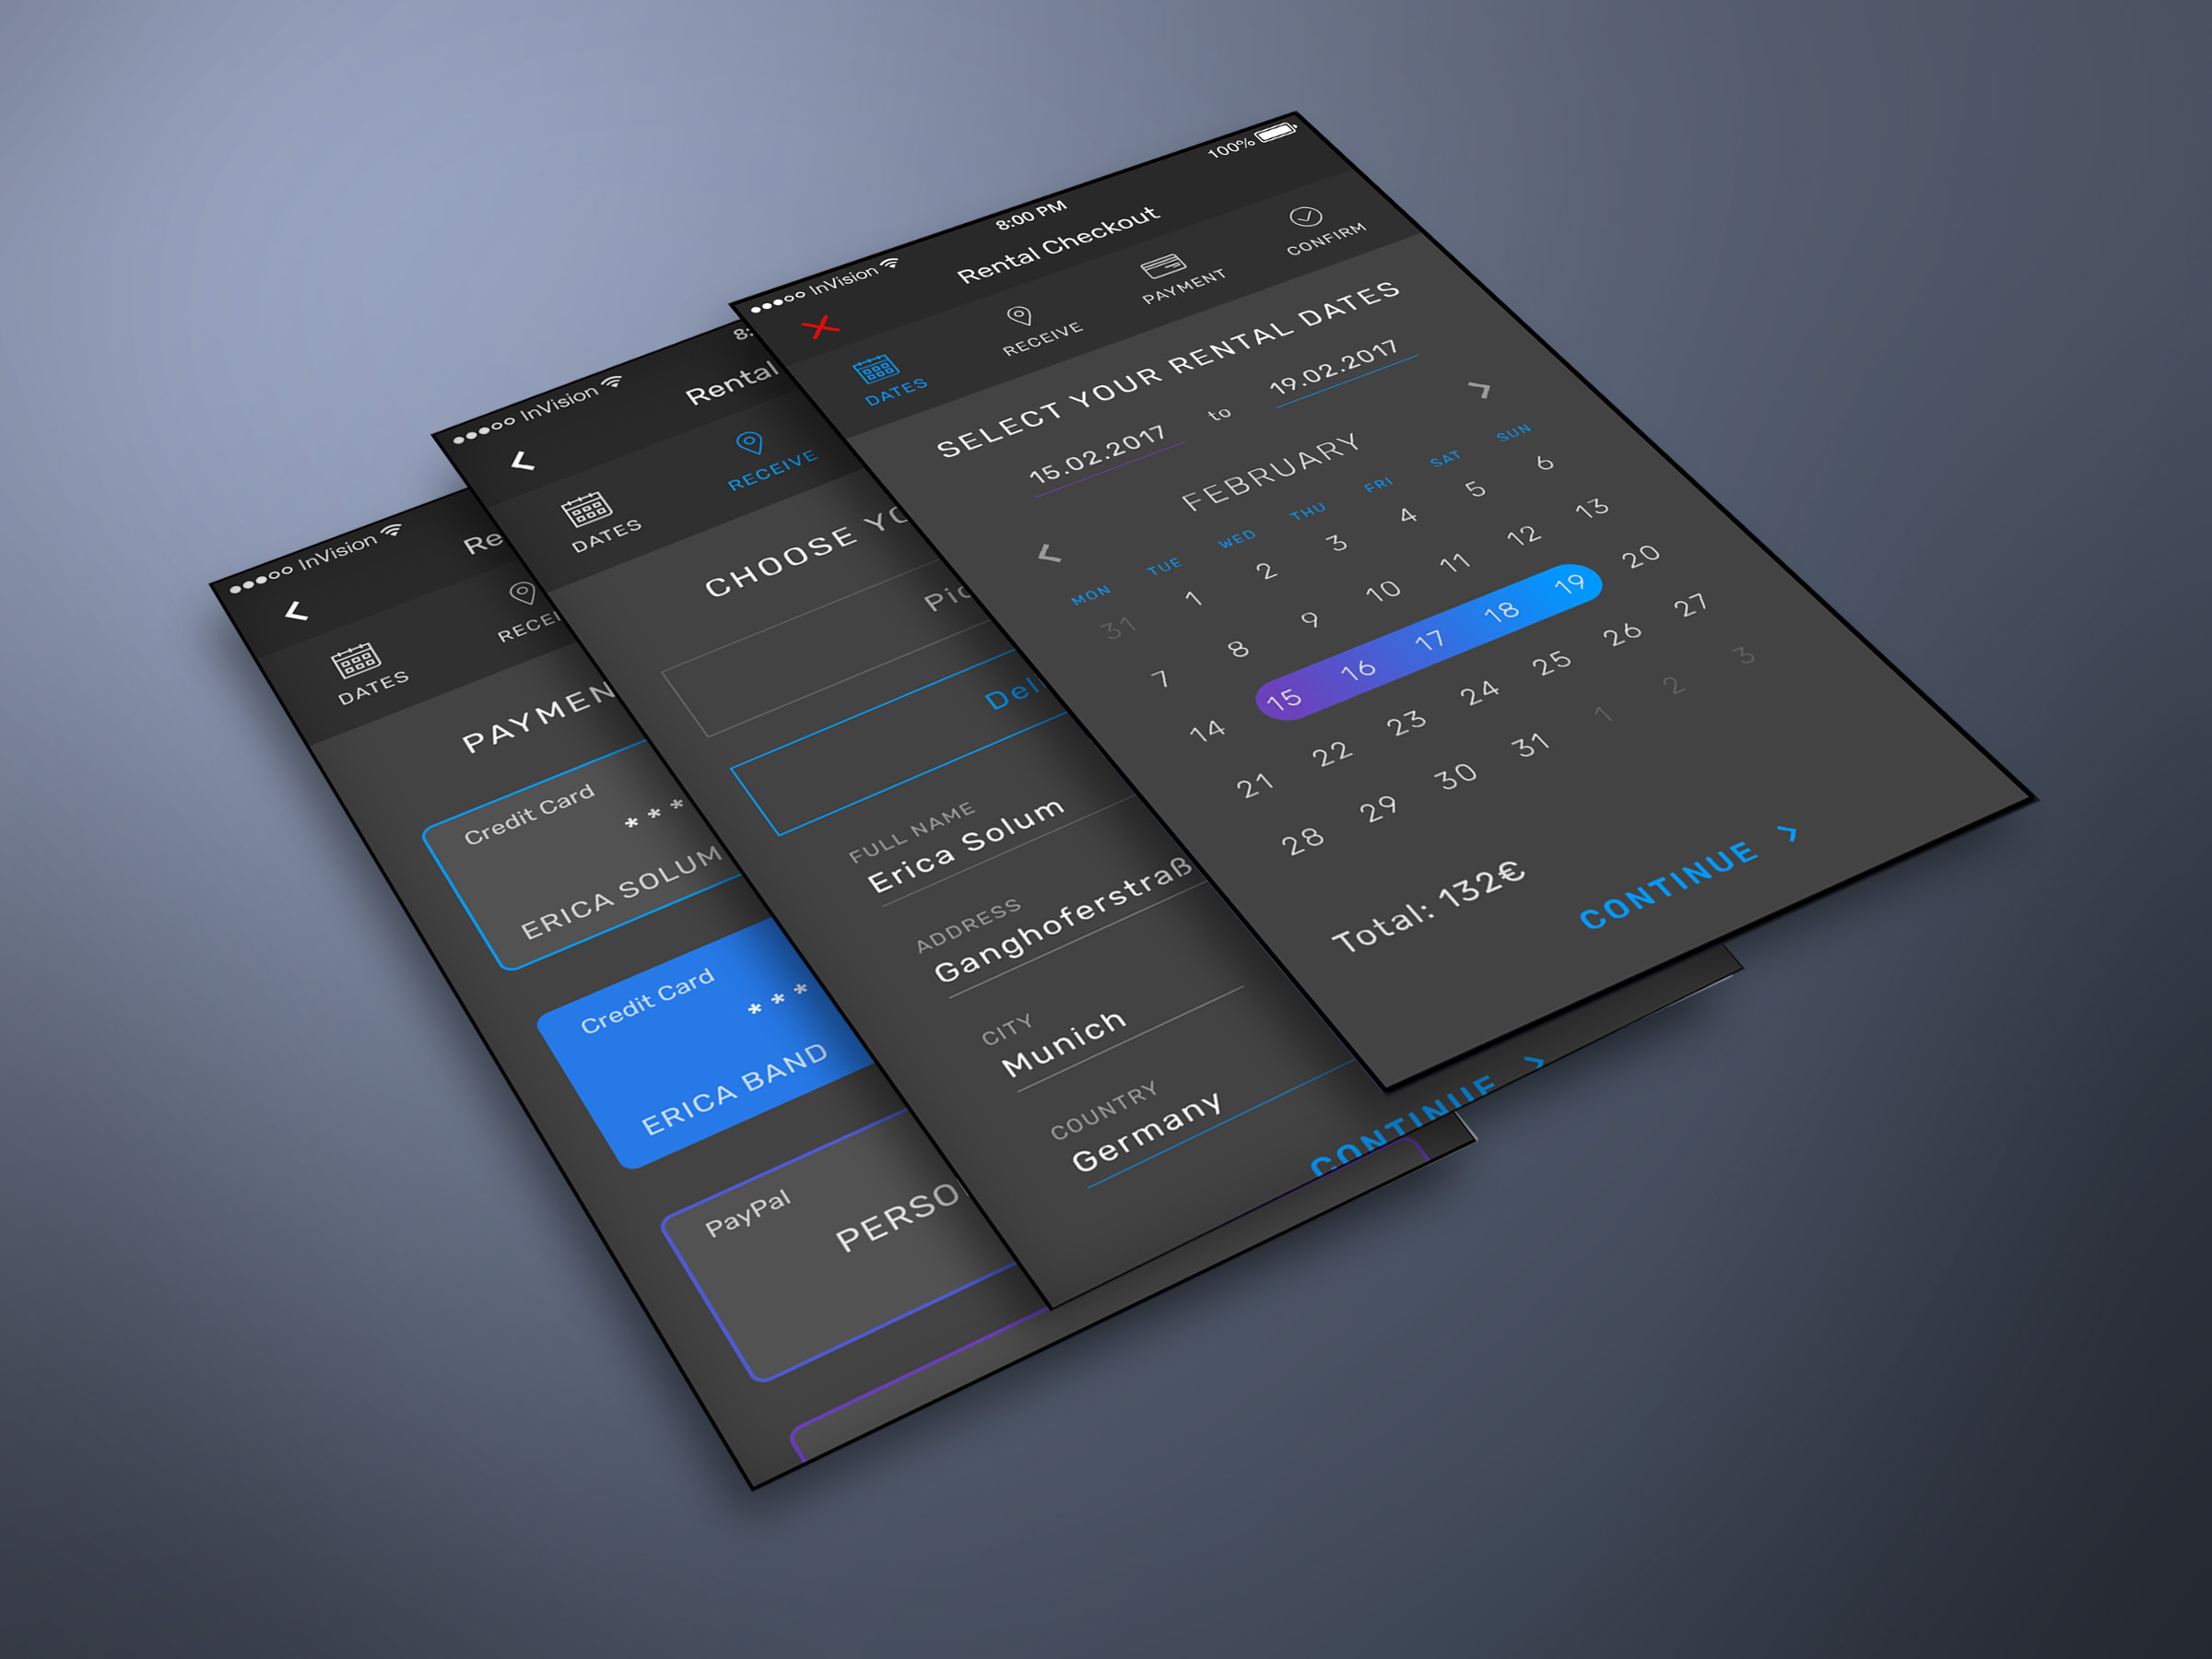 InVision
8:00 PM
100%
Rental Checkout
DATES
RECEIVE
PAYMENT
CONFIRM
SELECT YOUR RENTAL DATES
15.02.2017 to 19.02.2017
FEBRUARY
MON TUE WED THU FRI SAT SUN
31 1 2 3 4 5 6
7 8 9 10 11 12 13
14 15 16 17 18 19 20
21 22 23 24 25 26 27
28 29 30 31 1 2 3
Total: 132€
CONTINUE
InVision
8:
Rental
DATES
RECEIVE
CHOOSE YO
Pic
Del
FULL NAME
Erica Solum
ADDRESS
Ganghoferstraß
CITY
Munich
COUNTRY
Germany
CONTINUE
InVision
Re
DATES
RECEI
PAYMEN
Credit Card
* * *
ERICA SOLUM
Credit Card
* * *
ERICA BAND
PayPal
PERSO